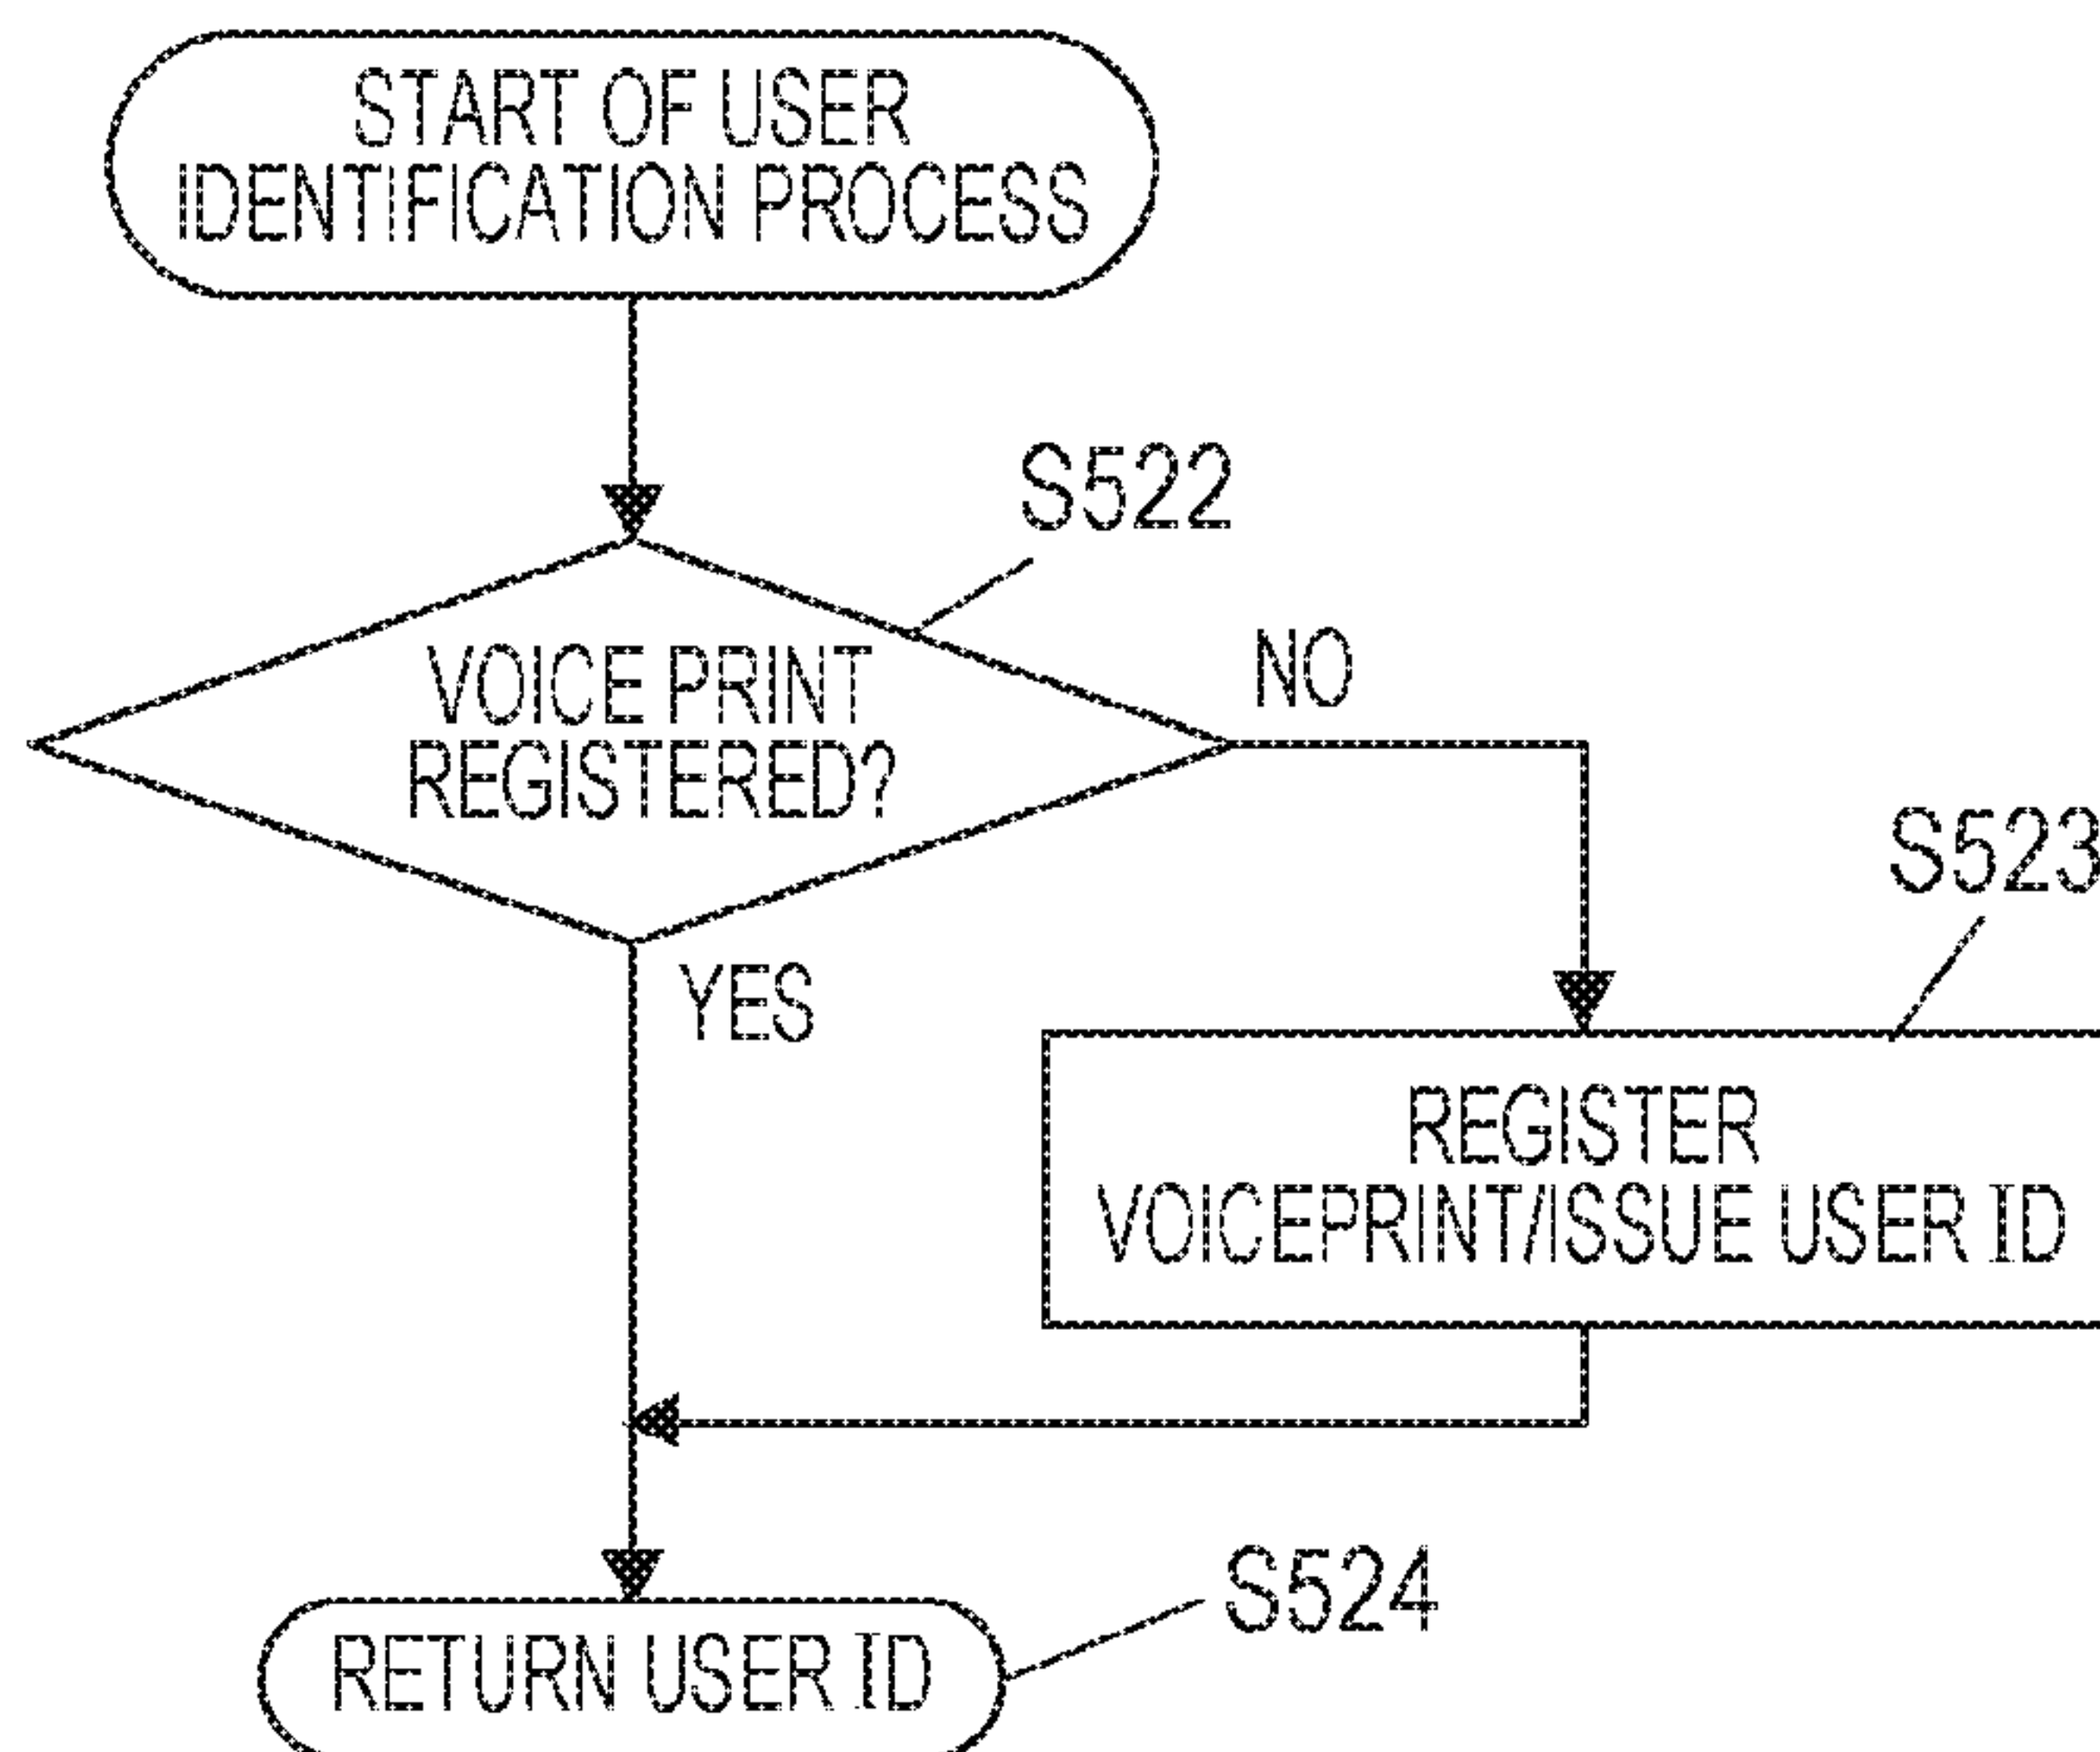 START OF USER
IDENTIFICATION PROCESS
S522
VOICE PRINT
REGISTERED?
NO
YES
S523
REGISTER
VOICEPRINT/ISSUE USER ID
S524
RETURN USER ID